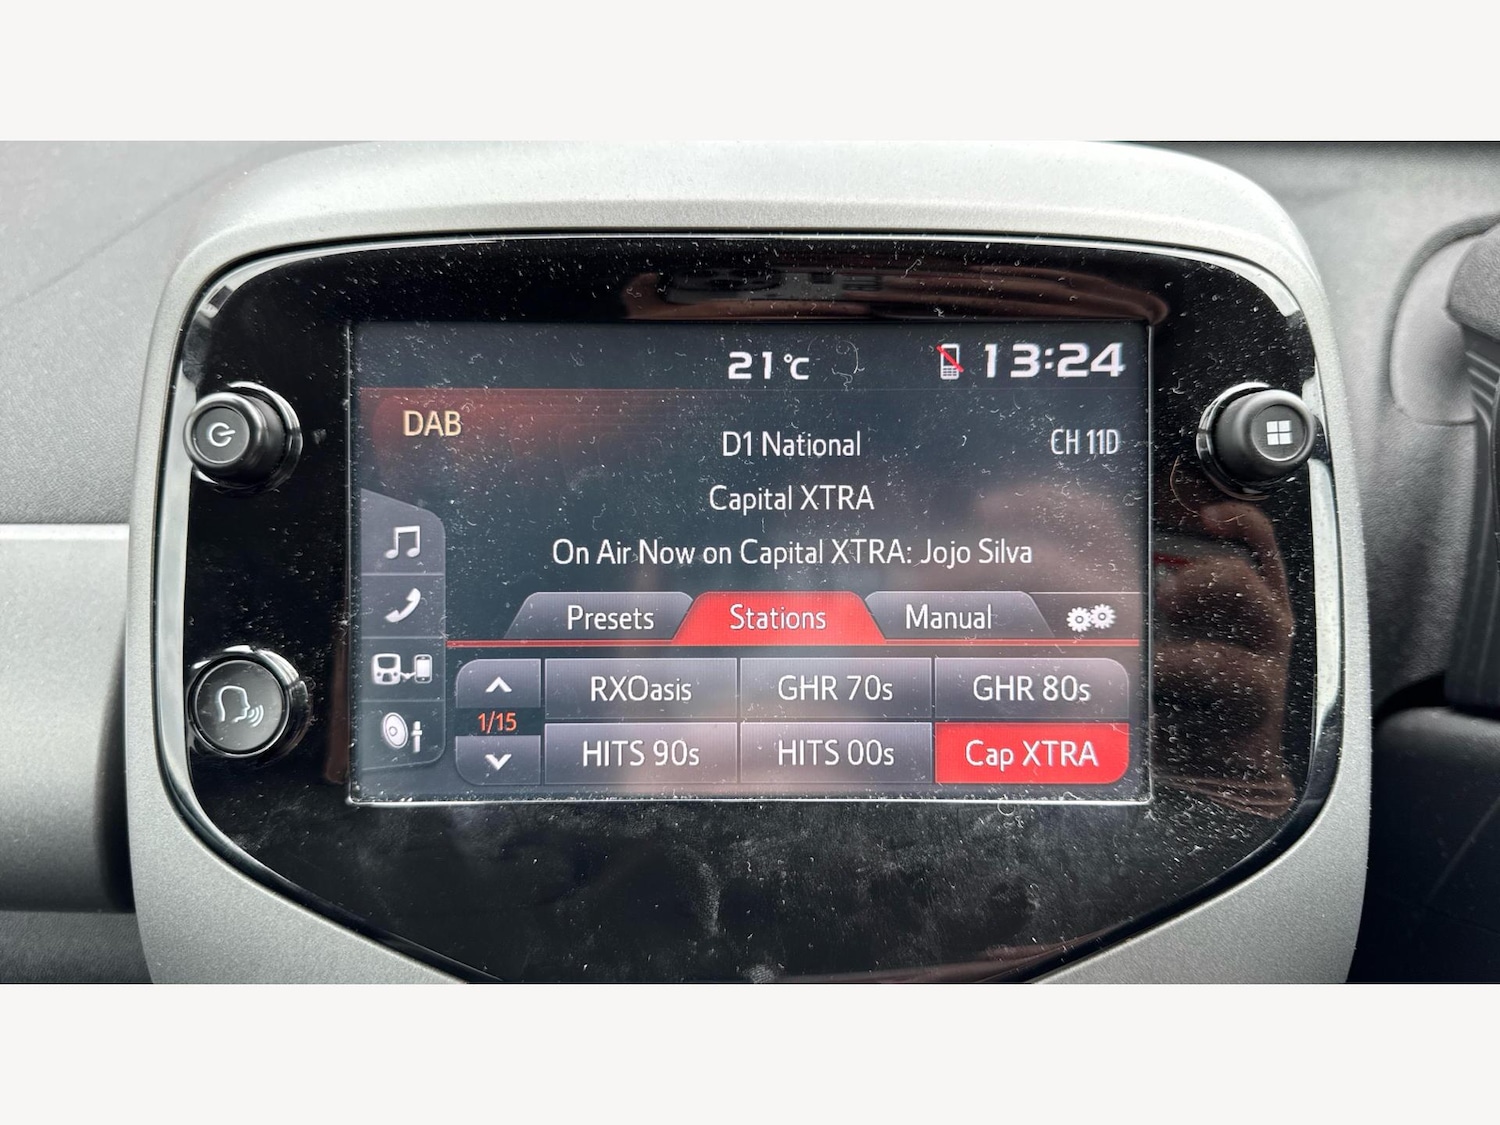 21°C 13:24
DAB
D1 National CH 11D
Capital XTRA
On Air Now on Capital XTRA: Jojo Silva
Presets Stations Manual
RXOasis GHR 70s GHR 80s
1/15
HITS 90s HITS 00s Cap XTRA